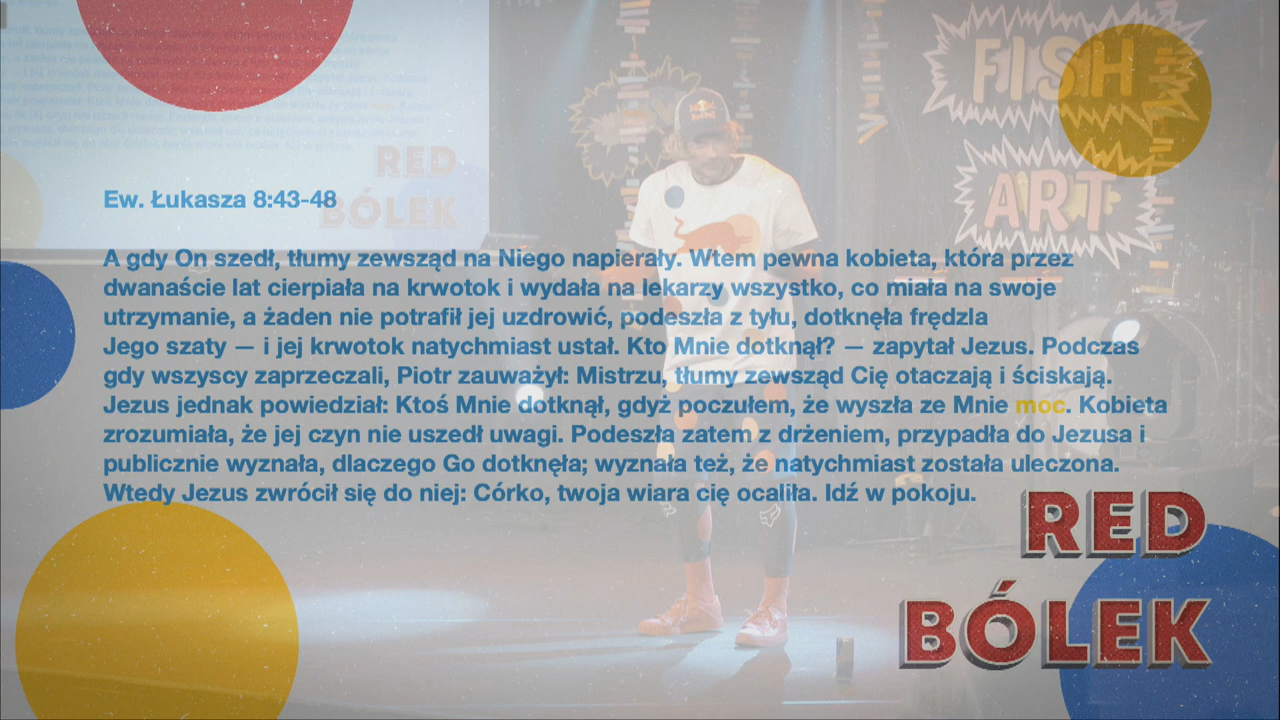 FISH
ART
RED
BÓLEK
Ew. Łukasza 8:43-48
A gdy On szedł, tłumy zewsząd na Niego napierały. Wtem pewna kobieta, która przez
dwanaście lat cierpiała na krwotok i wydała na lekarzy wszystko, co miała na swoje
utrzymanie, a żaden nie potrafił jej uzdrowić, podeszła z tyłu, dotknęła frędzla
Jego szaty — i jej krwotok natychmiast ustał. Kto Mnie dotknął? — zapytał Jezus. Podczas
gdy wszyscy zaprzeczali, Piotr zauważył: Mistrzu, tłumy zewsząd Cię otaczają i ściskają.
Jezus jednak powiedział: Ktoś Mnie dotknął, gdyż poczułem, że wyszła ze Mnie moc. Kobieta
zrozumiała, że jej czyn nie uszedł uwagi. Podeszła zatem z drżeniem, przypadła do Jezusa i
publicznie wyznała, dlaczego Go dotknęła; wyznała też, że natychmiast została uleczona.
Wtedy Jezus zwrócił się do niej: Córko, twoja wiara cię ocaliła. Idź w pokoju.
RED
BÓLEK